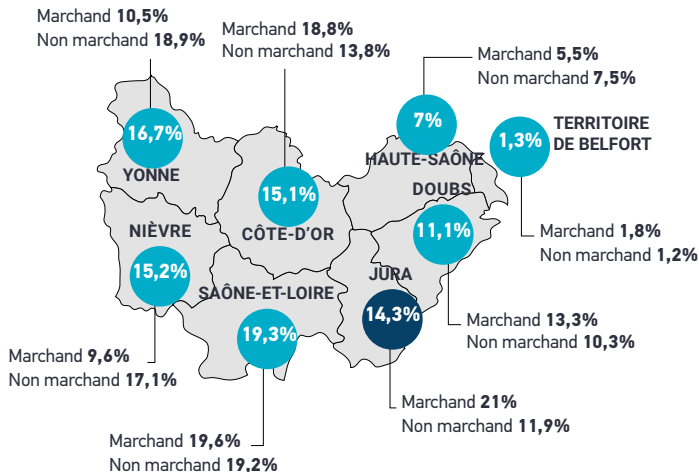 Marchand 10,5%
Non marchand 18,9%
16,7%
YONNE
Marchand 18,8%
Non marchand 13,8%
15,1%
CÔTE-D'OR
Marchand 5,5%
Non marchand 7,5%
7%
HAUTE-SAÔNE
1,3%
TERRITOIRE
DE BELFORT
Marchand 1,8%
Non marchand 1,2%
DOUBS
11,1%
Marchand 13,3%
Non marchand 10,3%
NIÈVRE
15,2%
Marchand 9,6%
Non marchand 17,1%
SAÔNE-ET-LOIRE
19,3%
Marchand 19,6%
Non marchand 19,2%
JURA
14,3%
Marchand 21%
Non marchand 11,9%